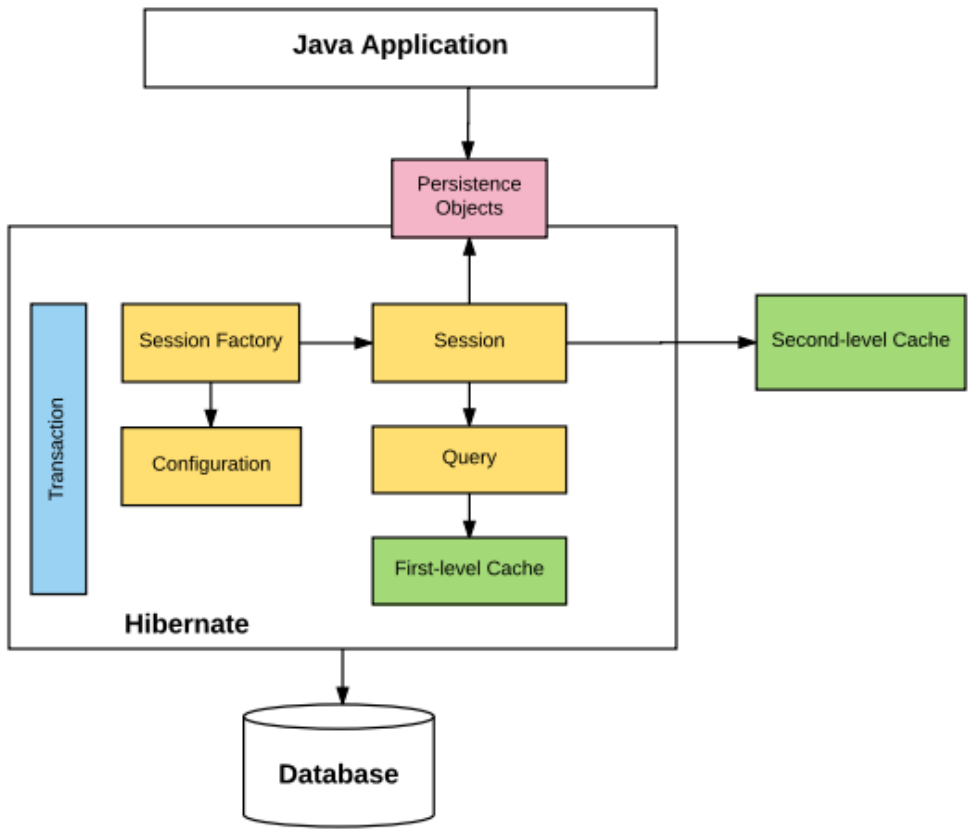 Java Application
Persistence
Objects
Session Factory
Session
Second-level Cache
Transaction
Configuration
Query
First-level Cache
Hibernate
Database